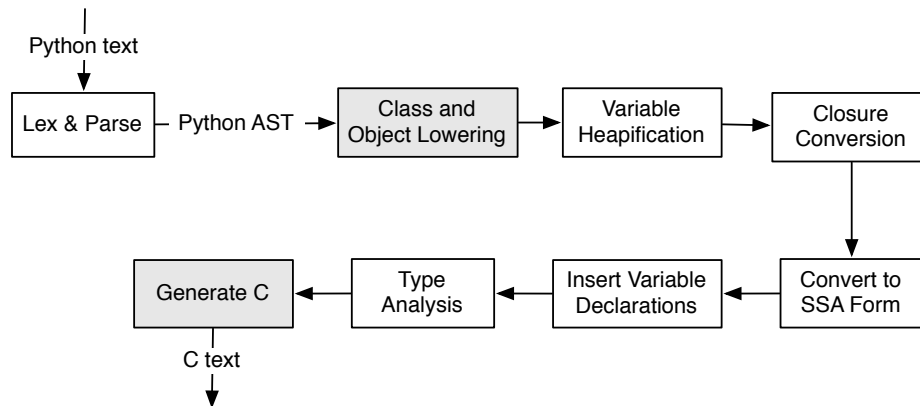 Python text
Lex & Parse
Python AST
Class and
Object Lowering
Variable
Heapification
Closure
Conversion
Convert to
SSA Form
Insert Variable
Declarations
Type
Analysis
Generate C
C text